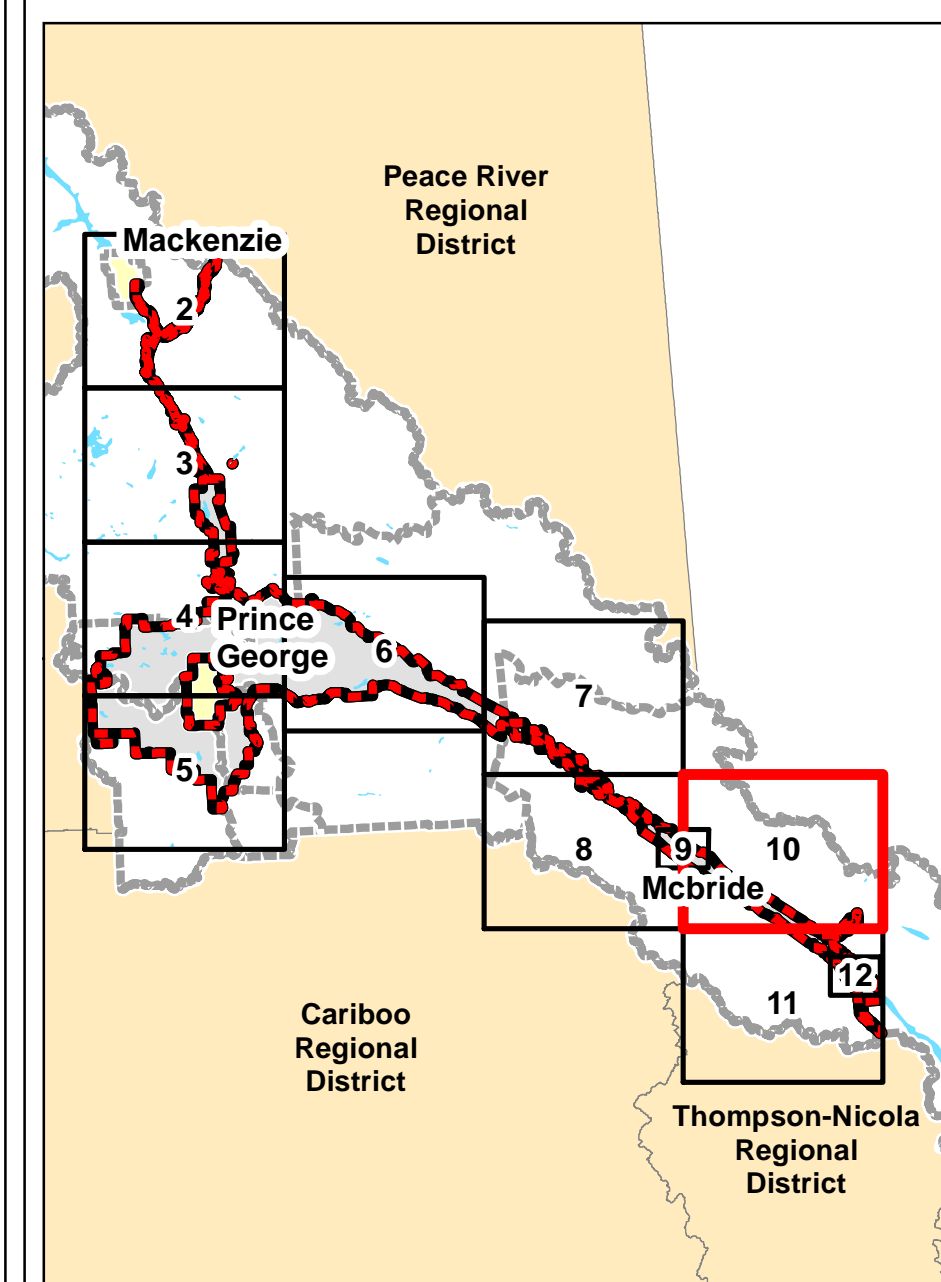 Peace River
Regional
District
Mackenzie
2
3
4
Prince
George
6
7
5
8
9
10
Mcbride
12
11
Cariboo
Regional
District
Thompson-Nicola
Regional
District